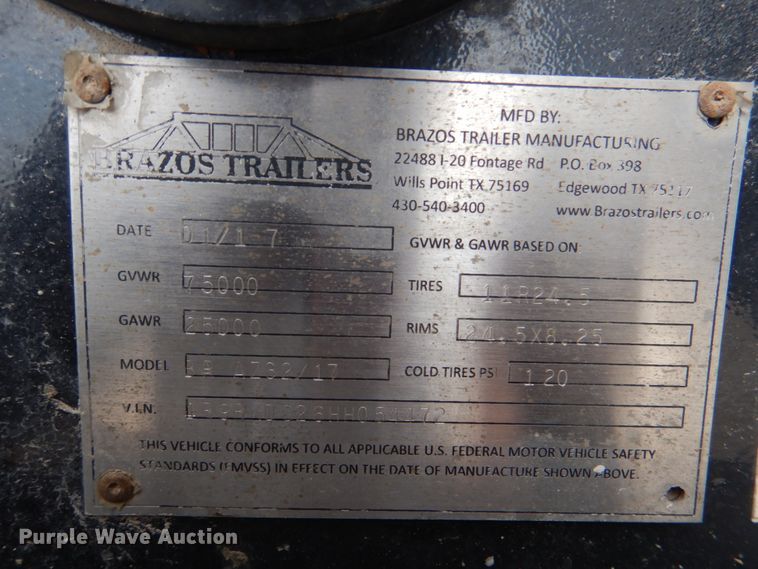 BRAZOS TRAILERS
MFD BY:
BRAZOS TRAILER MANUFACTURING
22488 I-20 Fontage Rd P.O. Box 398
Wills Point TX 75169 Edgewood TX 75117
430-540-3400 www.Brazostrailers.com
DATE 01/17 GVWR & GAWR BASED ON
GVWR 75000 TIRES 11R24.5
GAWR 25000 RIMS 24.5X8.25
MODEL COLD TIRES PSI 120
V.I.N.
THIS VEHICLE CONFORMS TO ALL APPLICABLE U.S. FEDERAL MOTOR VEHICLE SAFETY
STANDARDS (FMVSS) IN EFFECT ON THE DATE OF MANUFACTURE SHOWN ABOVE.
Purple Wave Auction